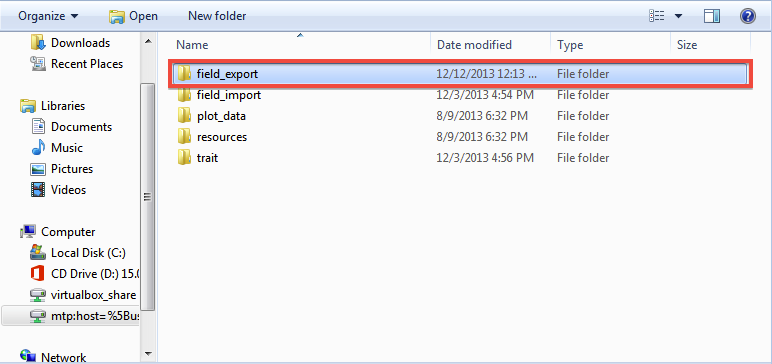 Organize Open New folder
Name Date modified Type Size
Downloads
Recent Places
Libraries
Documents
Music
Pictures
Videos
Computer
Local Disk (C:)
CD Drive (D:) 15.0
virtualbox_share
mtp:host=%5Bus
Network
field_export 12/12/2013 12:13 ... File folder
field_import 12/3/2013 4:54 PM File folder
plot_data 8/9/2013 6:32 PM File folder
resources 8/9/2013 6:32 PM File folder
trait 12/3/2013 4:56 PM File folder